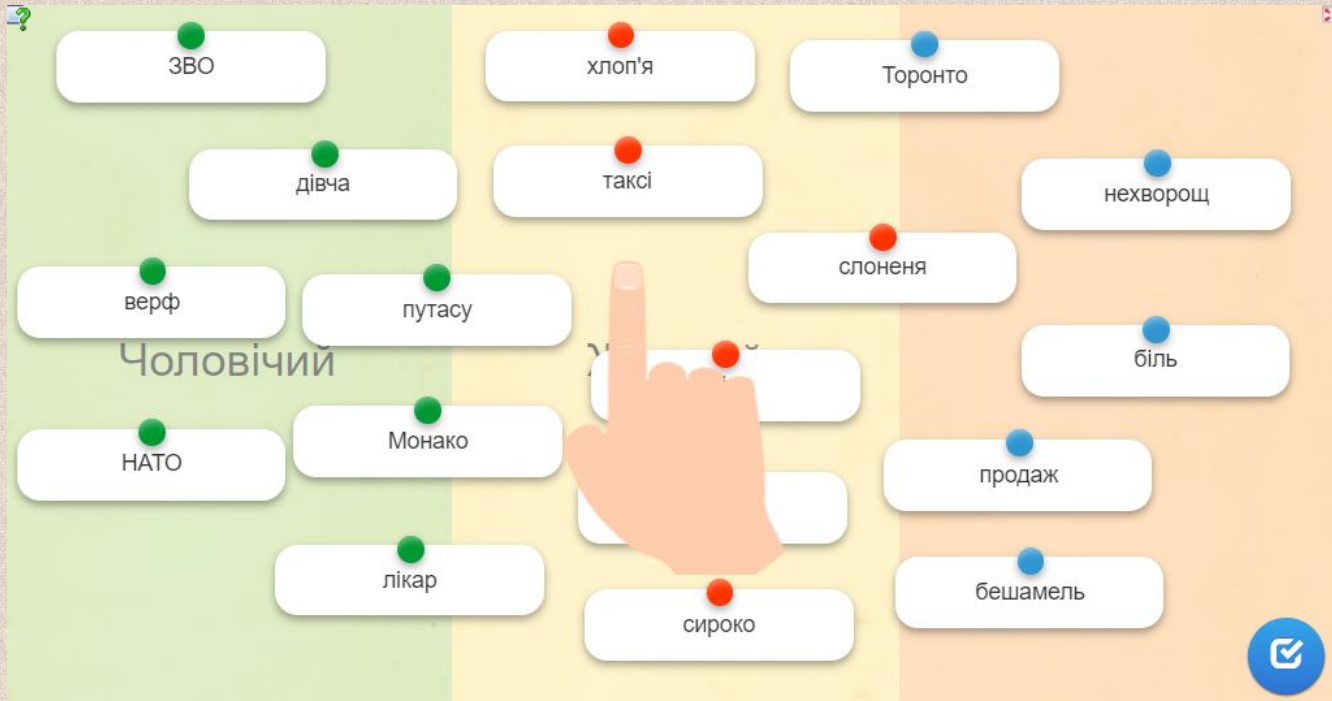 ЗВО
хлоп'я
Торонто
дівча
таксі
нехворощ
слоненя
верф
путасу
Чоловічий
біль
Монако
НАТО
продаж
лікар
бешамель
сироко